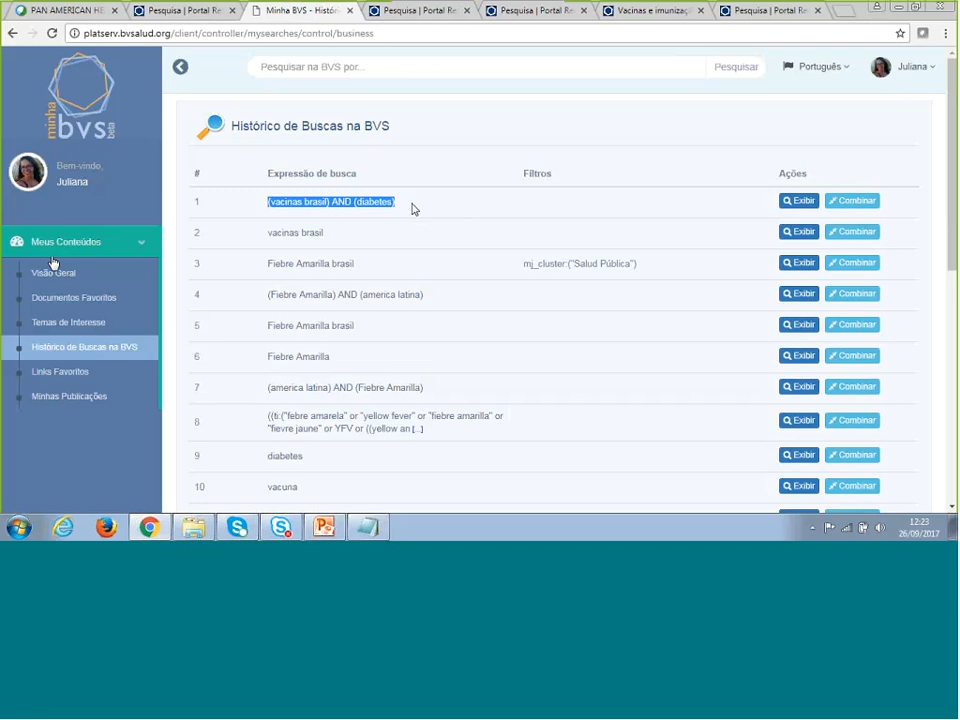 PAN AMERICAN HE
Pesquisa | Portal Re
Minha BVS - Históri
Pesquisa | Portal Re
Pesquisa | Portal Re
Vacinas e imunizaç
Pesquisa | Portal Re
platserv.bvsalud.org/client/controller/mysearches/control/business
minha
bvs
beta
Pesquisar na BVS por...
Pesquisar
Português
Juliana
Bem-vindo,
Juliana
Meus Conteúdos
Visão Geral
Documentos Favoritos
Temas de Interesse
Histórico de Buscas na BVS
Links Favoritos
Minhas Publicações
Histórico de Buscas na BVS
# Expressão de busca Filtros Ações
1 (vacinas brasil) AND (diabetes) Exibir Combinar
2 vacinas brasil Exibir Combinar
3 Fiebre Amarilla brasil mj_cluster:("Salud Pública") Exibir Combinar
4 (Fiebre Amarilla) AND (america latina) Exibir Combinar
5 Fiebre Amarilla brasil Exibir Combinar
6 Fiebre Amarilla Exibir Combinar
7 (america latina) AND (Fiebre Amarilla) Exibir Combinar
8 ((ti:("febre amarela" or "yellow fever" or "fiebre amarilla" or
"fievre jaune" or YFV or ((yellow an [...] Exibir Combinar
9 diabetes Exibir Combinar
10 vacuna Exibir Combinar
12:23
26/09/2017